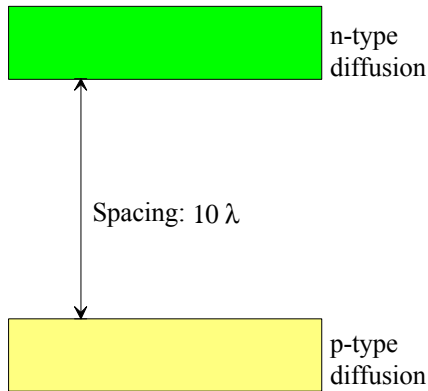 n-type
diffusion
Spacing: 10 λ
p-type
diffusion